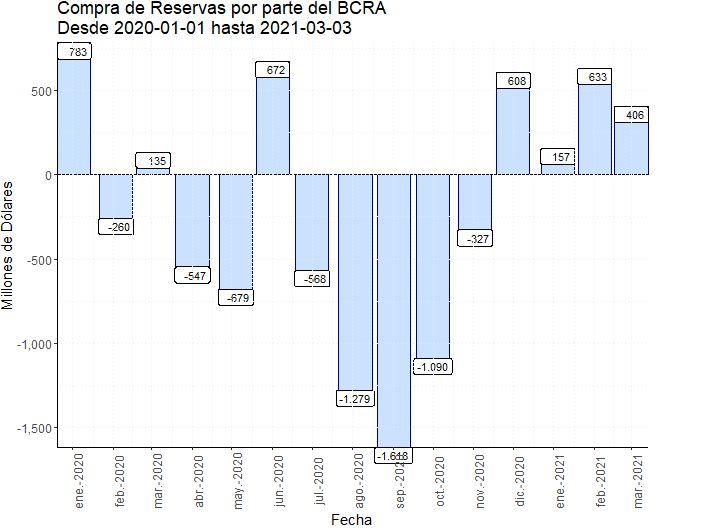 Compra de Reservas por parte del BCRA
Desde 2020-01-01 hasta 2021-03-03
Millones de Dólares
500
0
-500
-1,000
-1,500
783
-260
135
-547
-679
672
-568
-1.279
-1.090
-327
608
157
633
406
ene.-2020
feb.-2020
mar.-2020
abr.-2020
may.-2020
jun.-2020
jul.-2020
ago.-2020
sep.-2020
oct.-2020
nov.-2020
dic.-2020
ene.-2021
feb.-2021
mar.-2021
Fecha